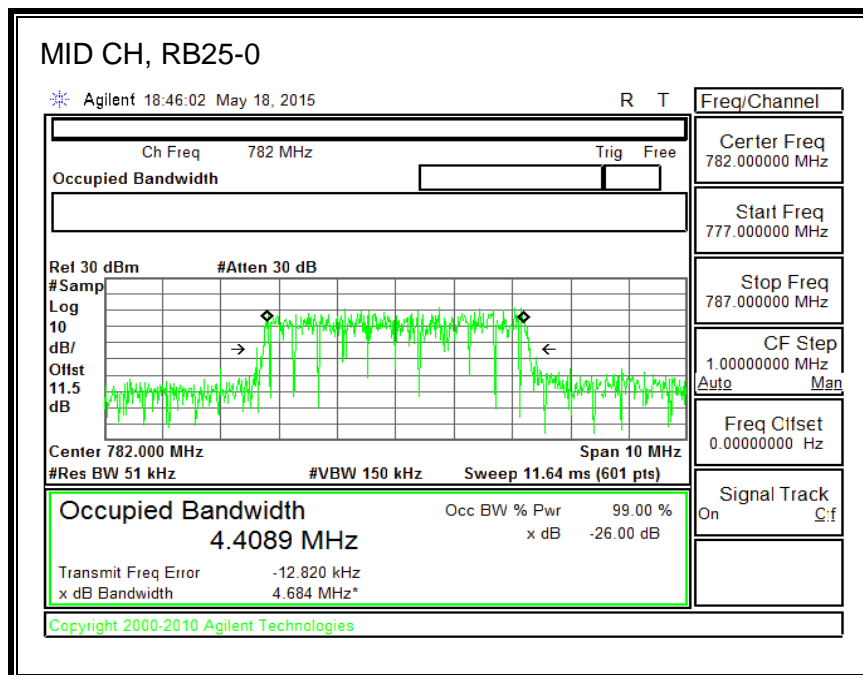 MID CH, RB25-0
Agilent 18:46:02 May 18, 2015 R T
Freq/Channel
Ch Freq 782 MHz Trig Free
Occupied Bandwidth
Center Freq
782.000000 MHz
Start Freq
777.000000 MHz
Stop Freq
787.000000 MHz
CF Step
1.00000000 MHz
Auto Man
Freq Offset
0.00000000 Hz
Signal Track
On Off
Ref 30 dBm #Atten 30 dB
#Samp
Log
10
dB/
Offst
11.5
dB
Center 782.000 MHz Span 10 MHz
#Res BW 51 kHz #VBW 150 kHz Sweep 11.64 ms (601 pts)
Occupied Bandwidth Occ BW % Pwr 99.00 %
4.4089 MHz x dB -26.00 dB
Transmit Freq Error -12.820 kHz
x dB Bandwidth 4.684 MHz*
Copyright 2000-2010 Agilent Technologies